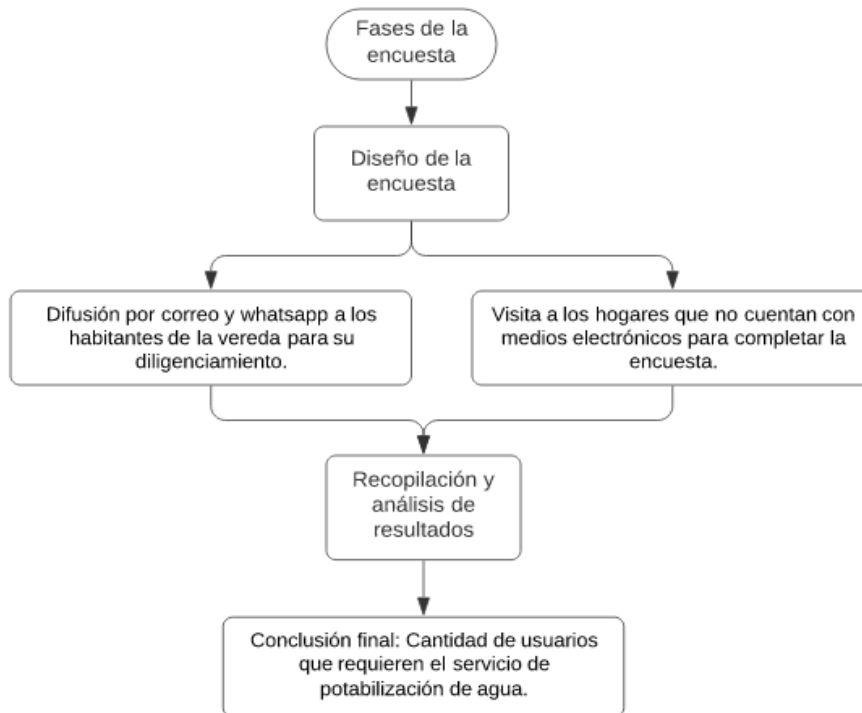 Fases de la
encuesta
Diseño de la
encuesta
Difusión por correo y whatsapp a los
habitantes de la vereda para su
diligenciamiento.
Visita a los hogares que no cuentan con
medios electrónicos para completar la
encuesta.
Recopilación y
análisis de
resultados
Conclusión final: Cantidad de usuarios
que requieren el servicio de
potabilización de agua.